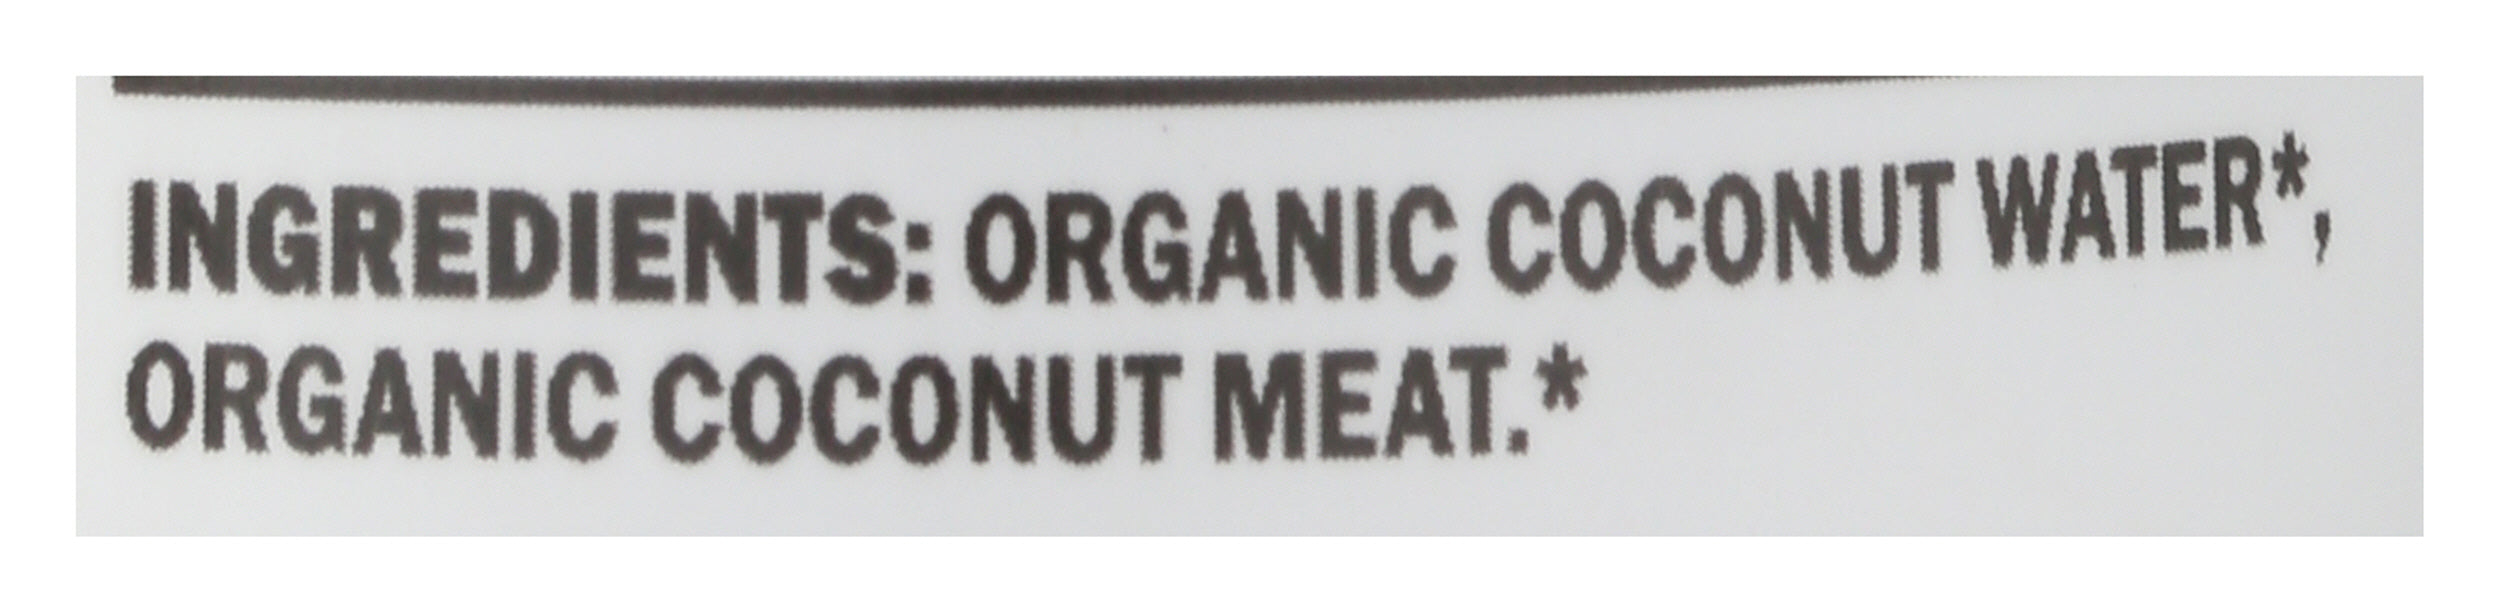 INGREDIENTS: ORGANIC COCONUT WATER*,
ORGANIC COCONUT MEAT.*